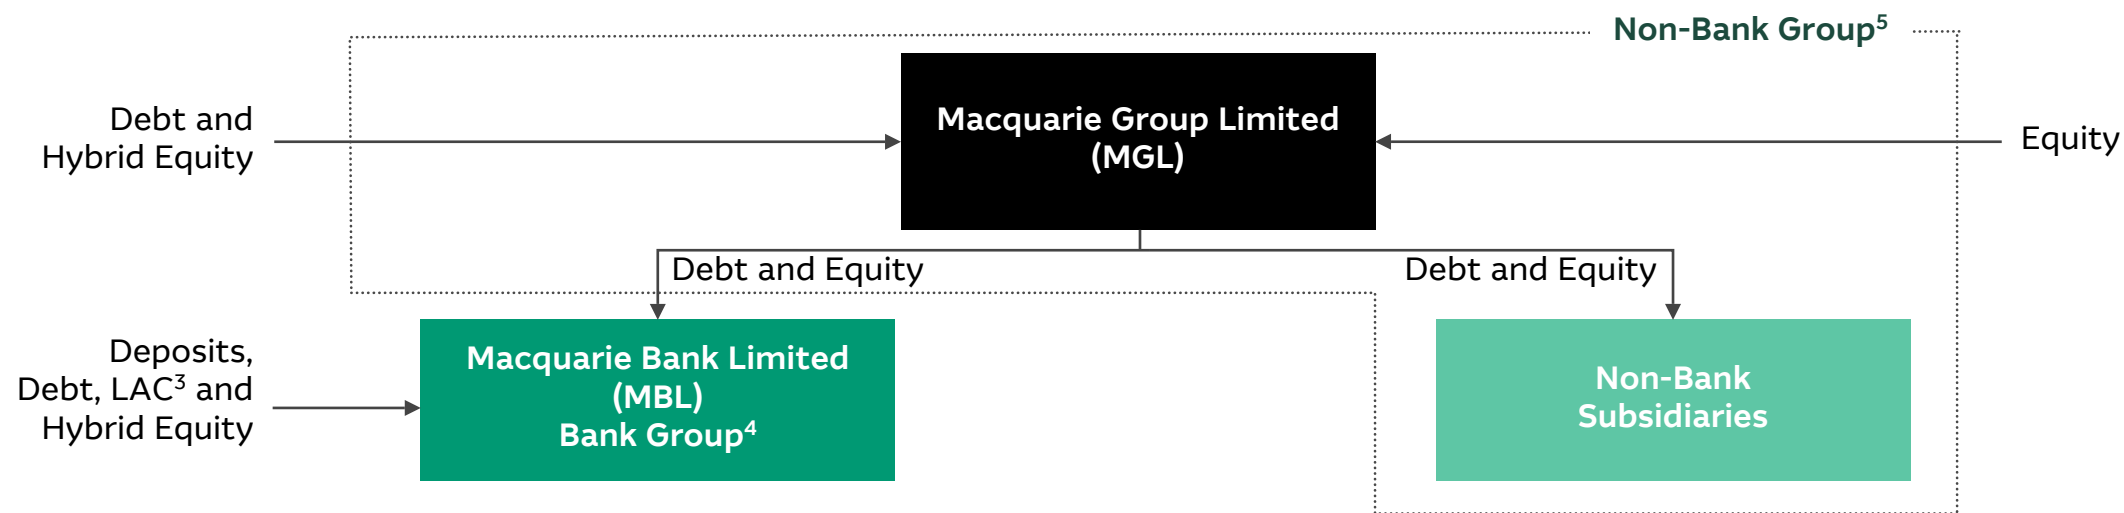 Non-Bank Group⁵
Debt and
Hybrid Equity
Macquarie Group Limited
(MGL)
Equity
Debt and Equity
Debt and Equity
Deposits,
Debt, LAC³ and
Hybrid Equity
Macquarie Bank Limited
(MBL)
Bank Group⁴
Non-Bank
Subsidiaries